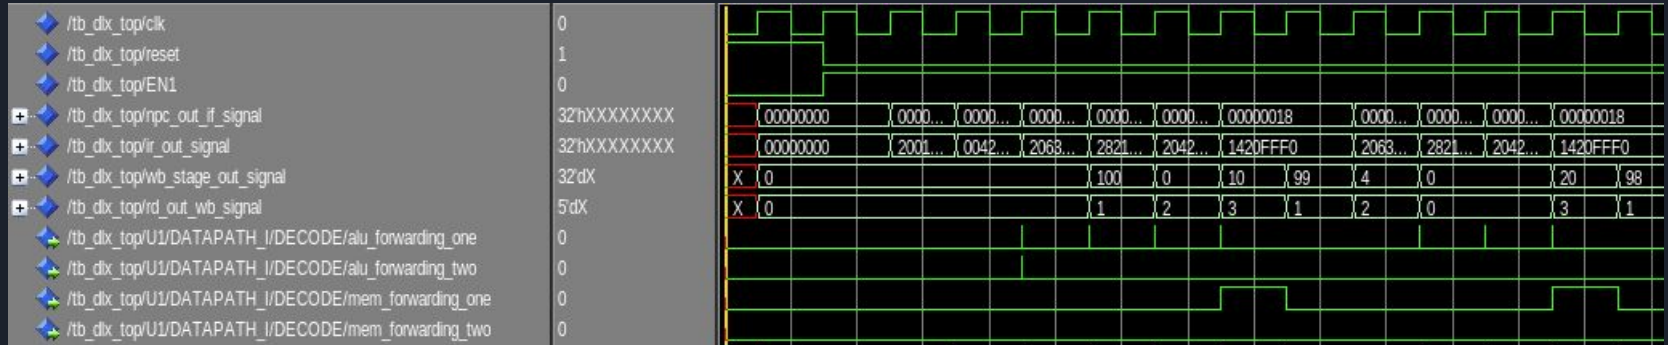 /tb_dlx_top/clk 0
/tb_dlx_top/reset 1
/tb_dlx_top/EN1 0
/tb_dlx_top/npc_out_if_signal 32'hXXXXXXXX 00000000 0000... 0000... 0000... 0000... 0000... 00000018 0000... 0000... 0000... 00000018
/tb_dlx_top/ir_out_signal 32'hXXXXXXXX 00000000 2001... 0042... 2063... 2821... 2042... 1420FFF0 2063... 2821... 2042... 1420FFF0
/tb_dlx_top/wb_stage_out_signal 32'dX X 0 100 0 10 99 4 0 20 98
/tb_dlx_top/rd_out_wb_signal 5'dX X 0 1 2 3 1 2 0 3 1
/tb_dlx_top/U1/DATAPATH_I/DECODE/alu_forwarding_one 0
/tb_dlx_top/U1/DATAPATH_I/DECODE/alu_forwarding_two 0
/tb_dlx_top/U1/DATAPATH_I/DECODE/mem_forwarding_one 0
/tb_dlx_top/U1/DATAPATH_I/DECODE/mem_forwarding_two 0